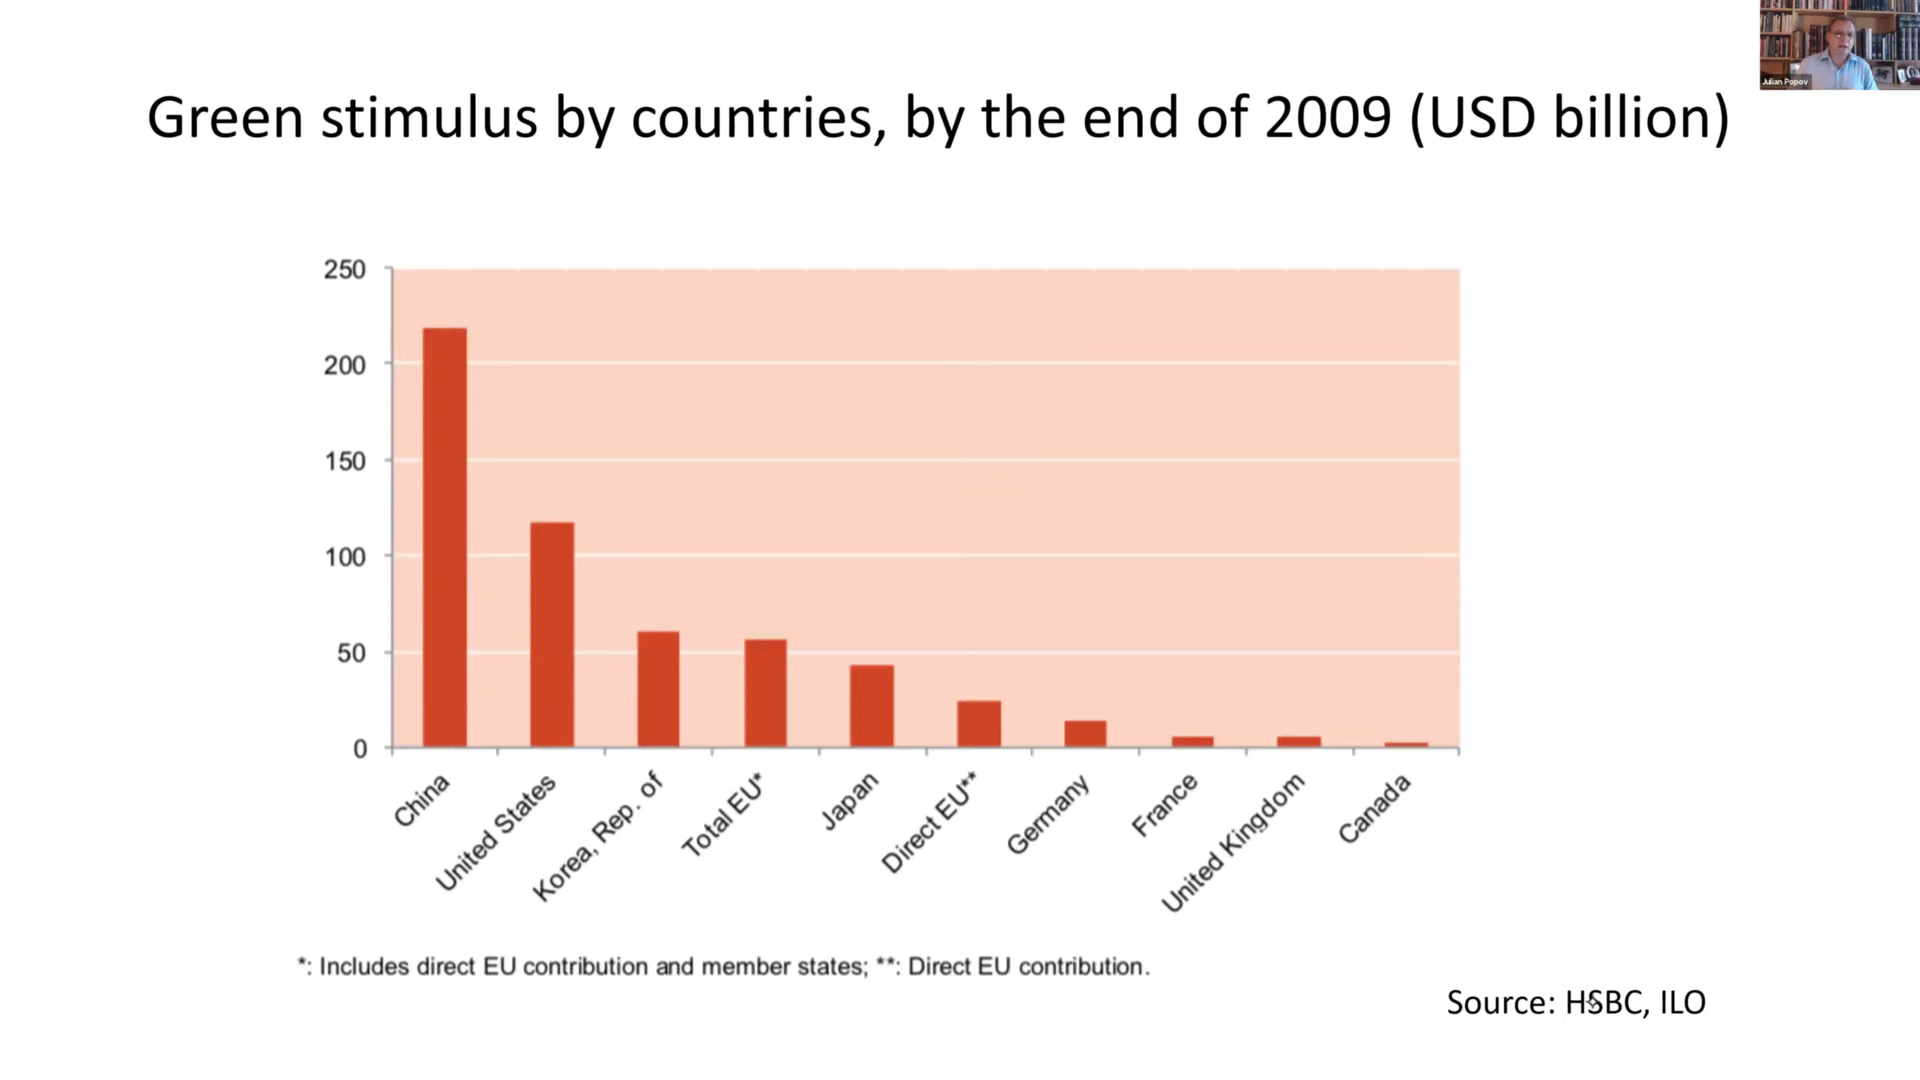 Julian Popov
Green stimulus by countries, by the end of 2009 (USD billion)
250
200
150
100
50
0
China
United States
Korea, Rep. of
Total EU*
Japan
Direct EU**
Germany
France
United Kingdom
Canada
*: Includes direct EU contribution and member states; **: Direct EU contribution.
Source: HSBC, ILO